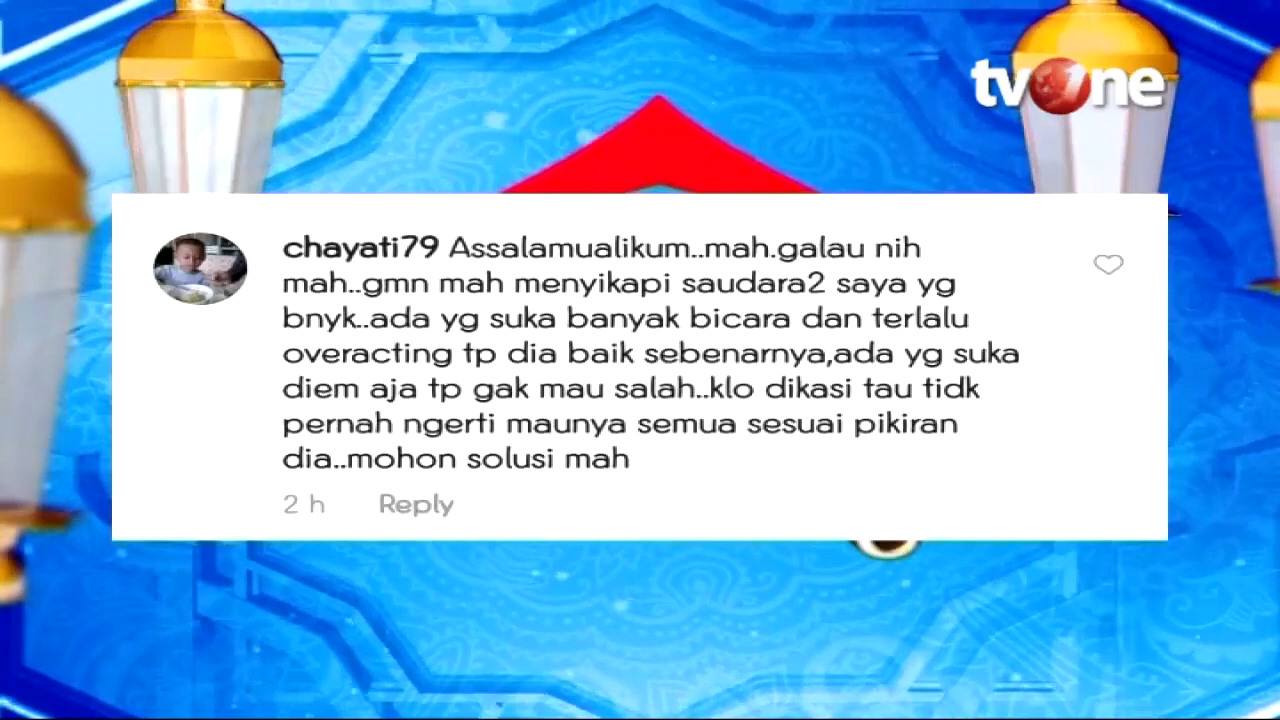 tvOne
chayati79 Assalamualikum..mah.galau nih
mah..gmn mah menyikapi saudara2 saya yg
bnyk..ada yg suka banyak bicara dan terlalu
overacting tp dia baik sebenarnya,ada yg suka
diem aja tp gak mau salah..klo dikasi tau tidk
pernah ngerti maunya semua sesuai pikiran
dia..mohon solusi mah
2 h Reply